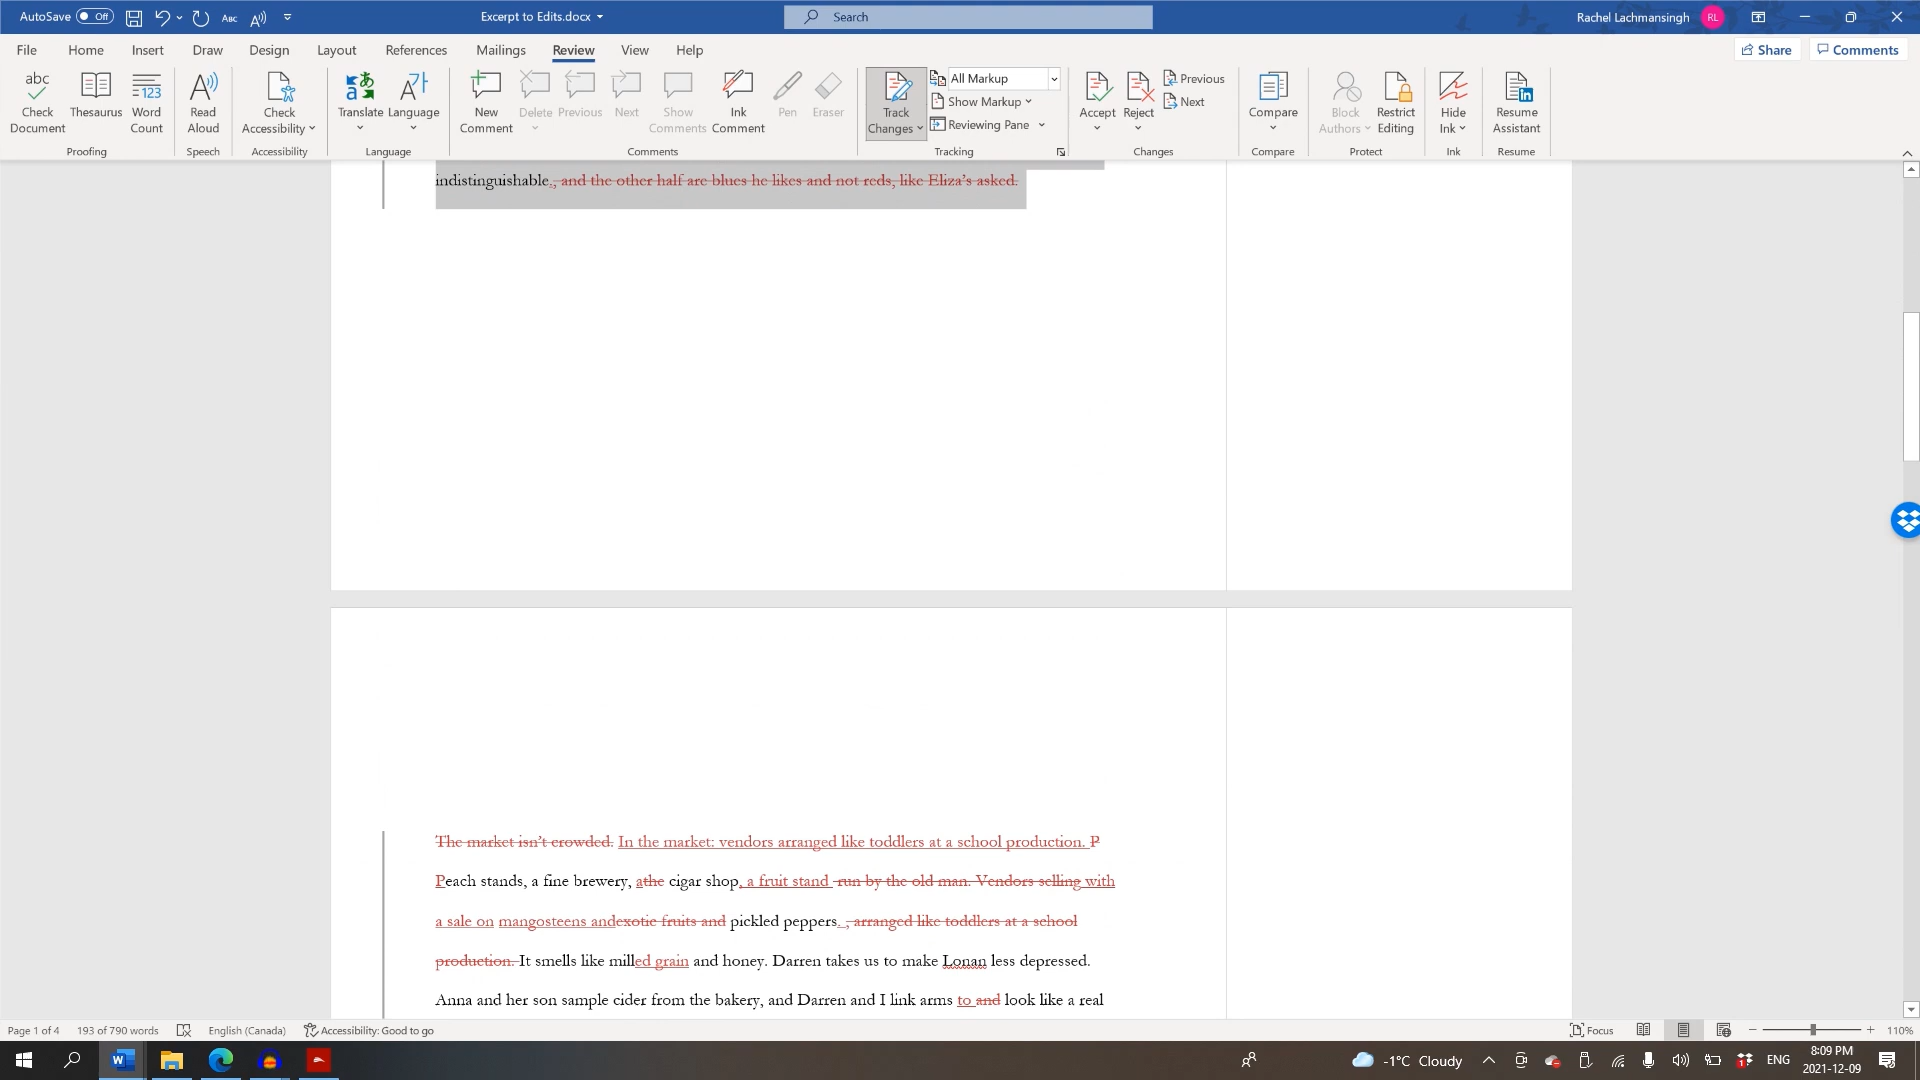 AutoSave Off Excerpt to Edits.docx Search Rachel Lachmansingh RL
File Home Insert Draw Design Layout References Mailings Review View Help Share Comments
Check Document Thesaurus Word Count Read Aloud Check Accessibility Translate Language New Comment Delete Previous Next Show Comments Ink Comment Pen Eraser Track Changes All Markup Show Markup Reviewing Pane Accept Reject Previous Next Compare Block Authors Restrict Editing Hide Ink Resume Assistant
Proofing Speech Accessibility Language Comments Tracking Changes Compare Protect Ink Resume
indistinguishable., and the other half are blues he likes and not reds, like Eliza’s asked.
The market isn’t crowded. In the market: vendors arranged like toddlers at a school production. P
Peach stands, a fine brewery, athe cigar shop, a fruit stand run by the old man. Vendors selling with
a sale on mangosteens andexotic fruits and pickled peppers. , arranged like toddlers at a school
production. It smells like milled grain and honey. Darren takes us to make Lonan less depressed.
Anna and her son sample cider from the bakery, and Darren and I link arms to and look like a real
Page 1 of 4 193 of 790 words English (Canada) Accessibility: Good to go Focus 110%
-1°C Cloudy ENG 8:09 PM
2021-12-09